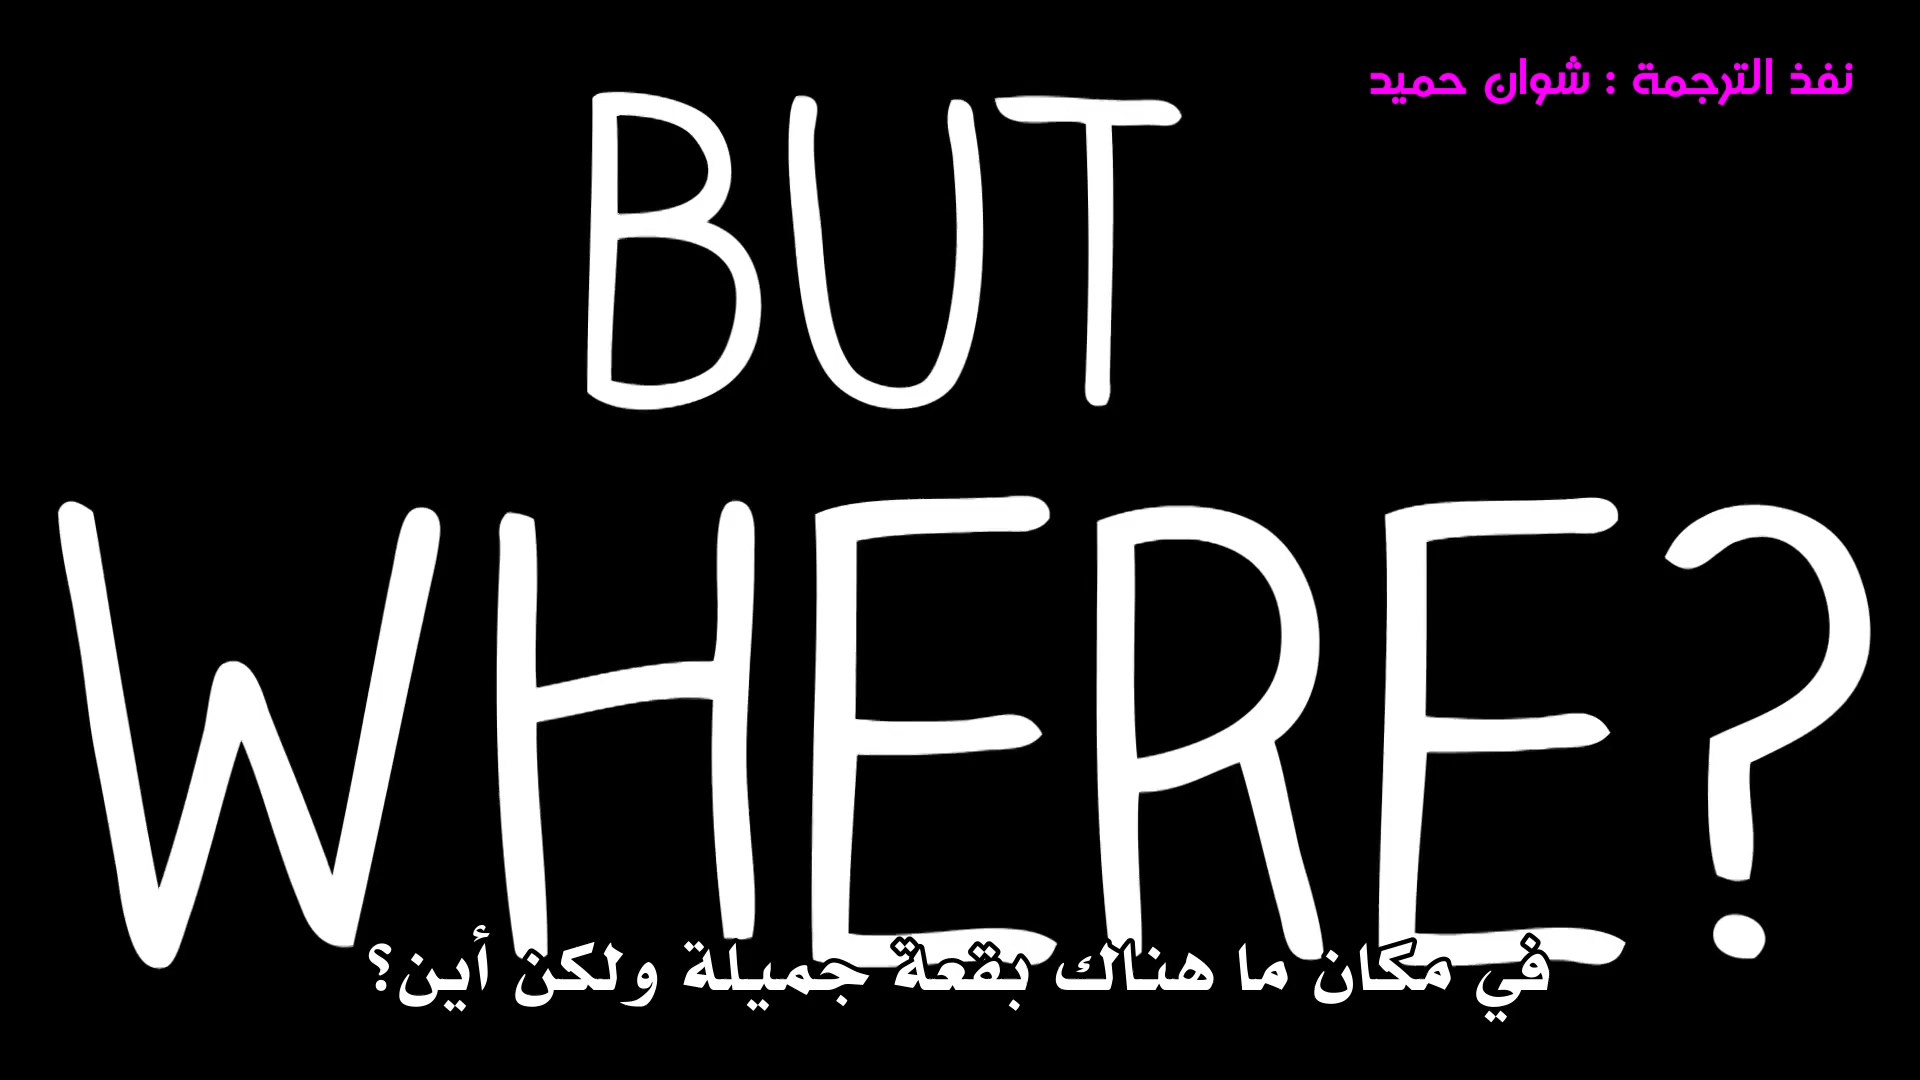 نفذ الترجمة : شوان حميد
BUT
WHERE?
في مكان ما هناك بقعة جميلة ولكن أين؟